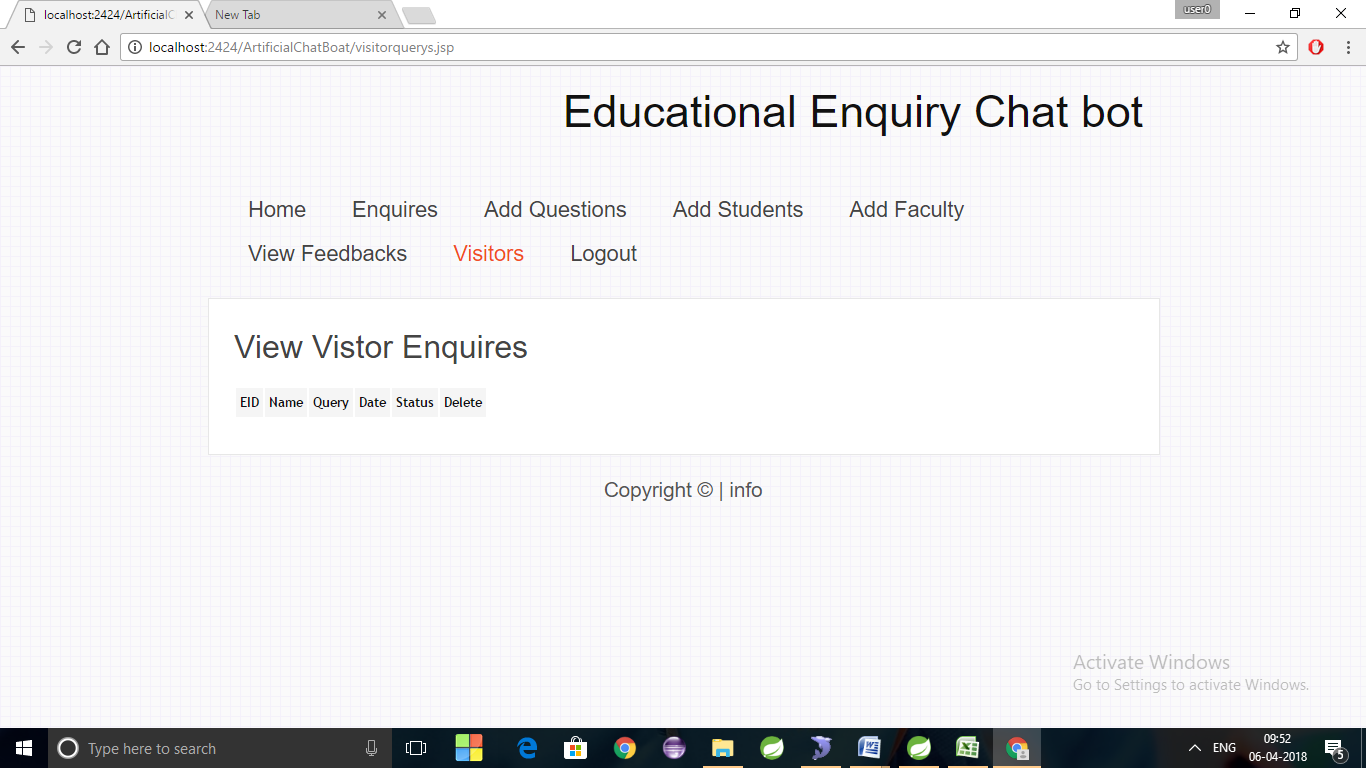 localhost:2424/ArtificialC
New Tab
user0
localhost:2424/ArtificialChatBoat/visitorquerys.jsp
Educational Enquiry Chat bot
Home Enquires Add Questions Add Students Add Faculty
View Feedbacks Visitors Logout
View Vistor Enquires
EID Name Query Date Status Delete
Copyright © | info
Activate Windows
Go to Settings to activate Windows.
Type here to search
ENG
09:52
06-04-2018
5